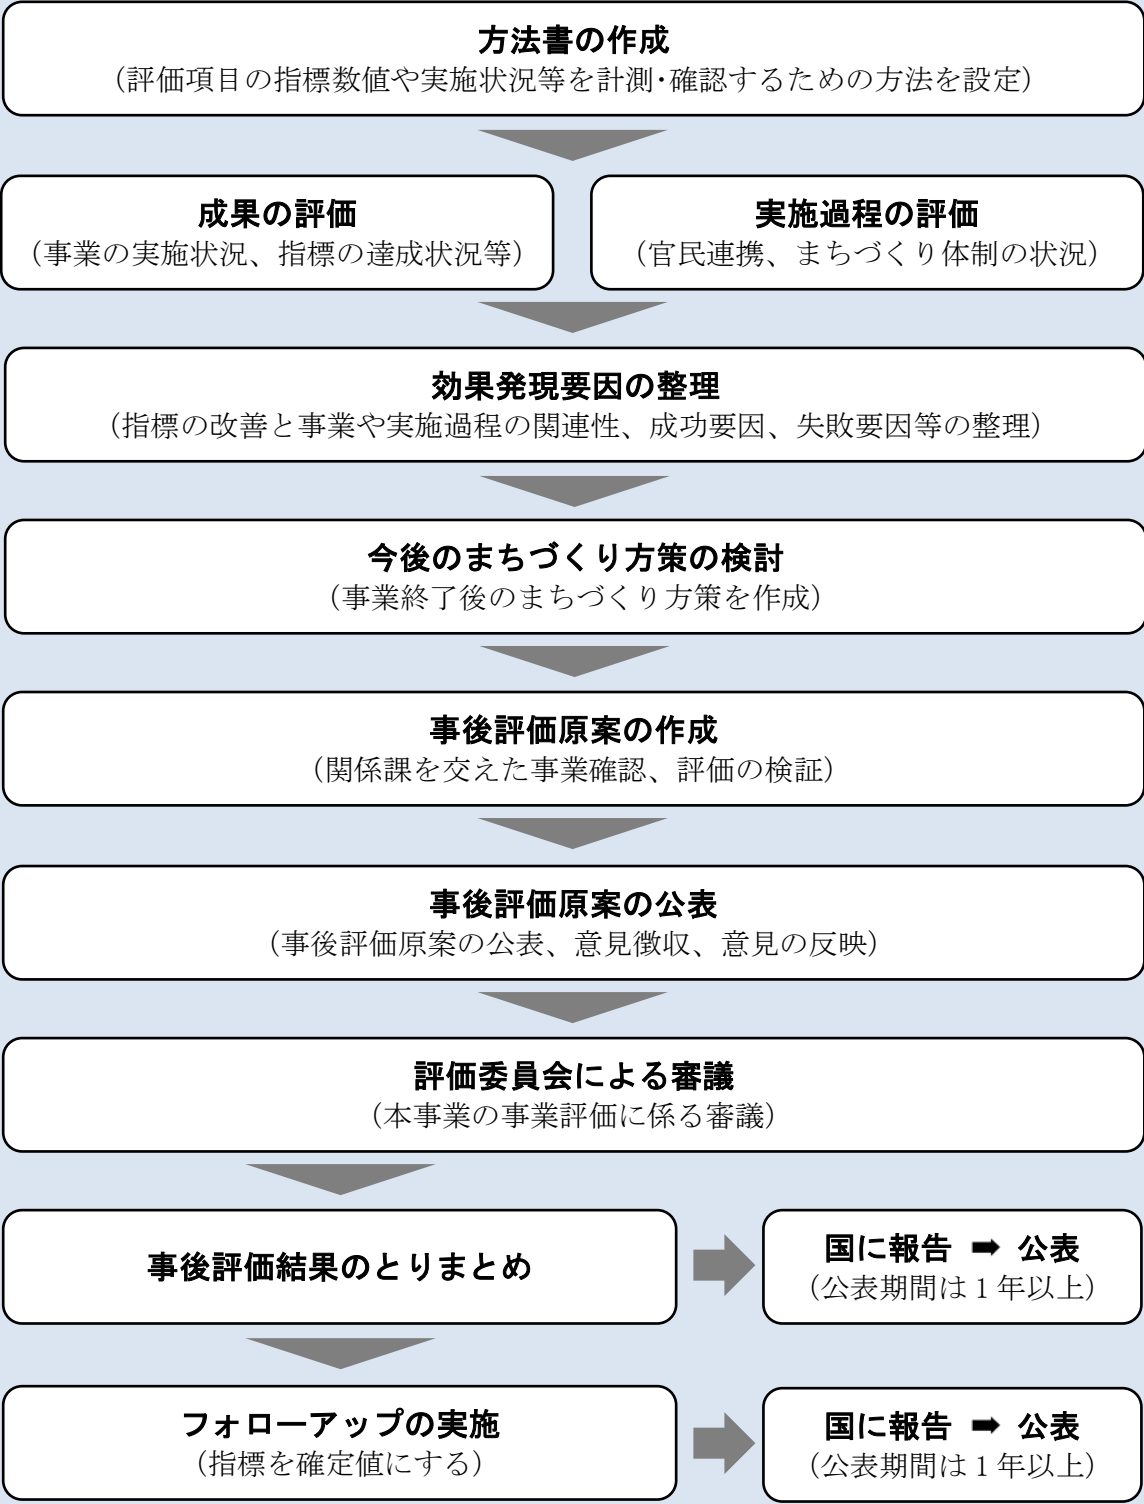 方法書の作成
(評価項目の指標数値や実施状況等を計測・確認するための方法を設定)
成果の評価
(事業の実施状況、指標の達成状況等)
実施過程の評価
(官民連携、まちづくり体制の状況)
効果発現要因の整理
(指標の改善と事業や実施過程の関連性、成功要因、失敗要因等の整理)
今後のまちづくり方策の検討
(事業終了後のまちづくり方策を作成)
事後評価原案の作成
(関係課を交えた事業確認、評価の検証)
事後評価原案の公表
(事後評価原案の公表、意見徴収、意見の反映)
評価委員会による審議
(本事業の事業評価に係る審議)
事後評価結果のとりまとめ
国に報告 ➡ 公表
(公表期間は1年以上)
フォローアップの実施
(指標を確定値にする)
国に報告 ➡ 公表
(公表期間は1年以上)